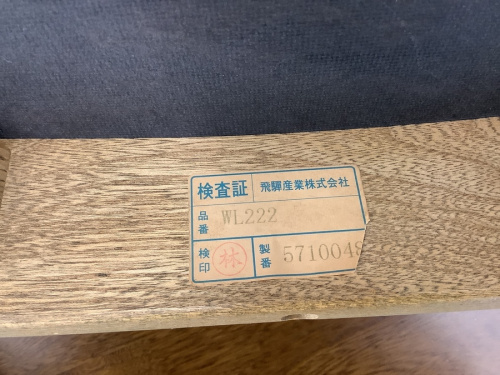 検査証 飛騨産業株式会社
品番 WL222
検印 林 製番 5710048